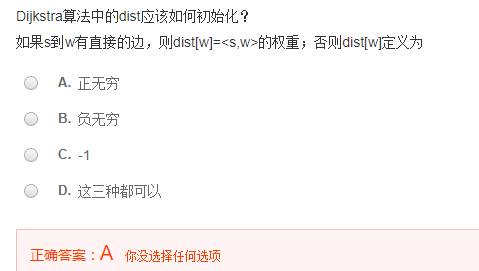 Dijkstra算法中的dist应该如何初始化？
如果s到w有直接的边，则dist[w]=<s,w>的权重；否则dist[w]定义为
A. 正无穷
B. 负无穷
C. -1
D. 这三种都可以
正确答案：A 你没选择任何选项